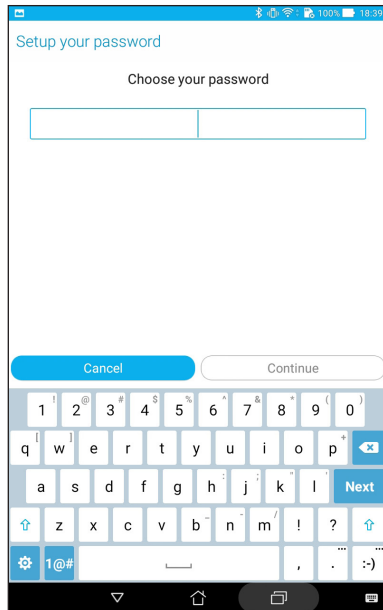 100% 18:39
Setup your password
Choose your password
Cancel Continue
! @ # $ % ^ & * ( )
1 2 3 4 5 6 7 8 9 0
[ ] +
q w e r t y u i o p
: ; " '
a s d f g h j k l Next
_ - /
z x c v b n m ! ?
1@# , . :-)